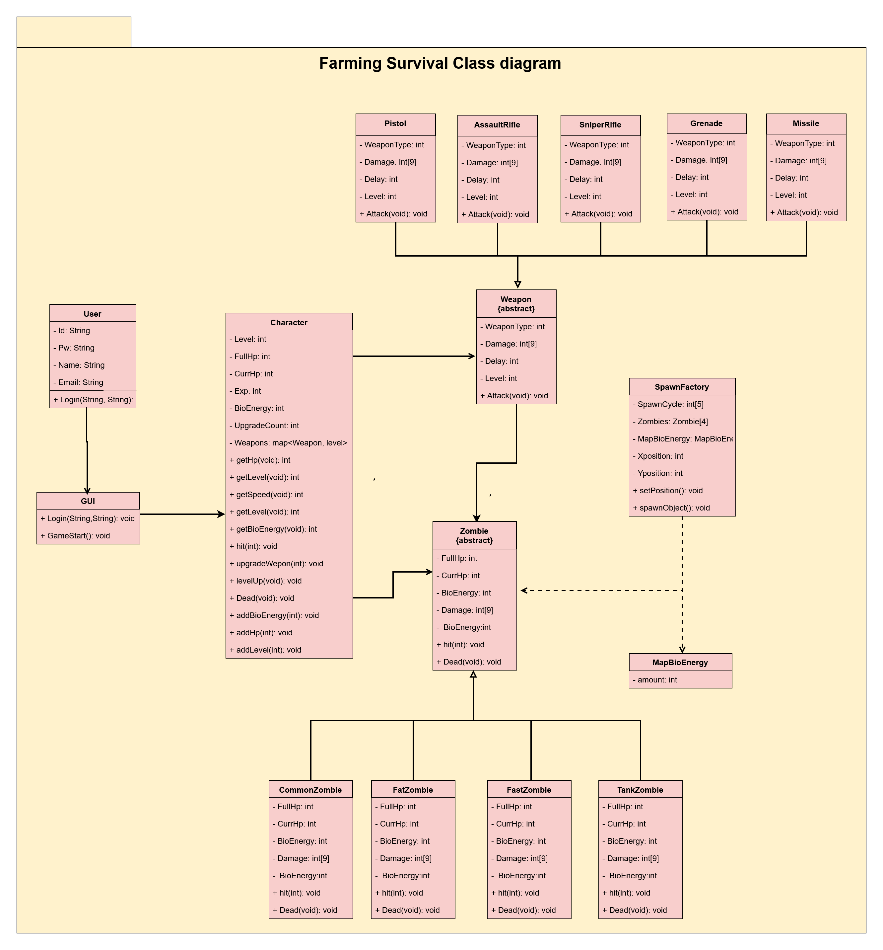 Farming Survival Class diagram
Pistol
- WeaponType: int
- Damage: int[9]
- Delay: int
- Level: int
+ Attack(void): void
AssaultRifle
- WeaponType: int
- Damage: int[9]
- Delay: int
- Level: int
+ Attack(void): void
SniperRifle
- WeaponType: int
- Damage: int[9]
- Delay: int
- Level: int
+ Attack(void): void
Grenade
- WeaponType: int
- Damage: int[9]
- Delay: int
- Level: int
+ Attack(void): void
Missile
- WeaponType: int
- Damage: int[9]
- Delay: int
- Level: int
+ Attack(void): void
Weapon
{abstract}
- WeaponType: int
- Damage: int[9]
- Delay: int
- Level: int
+ Attack(void): void
User
- Id: String
- Pw: String
- Name: String
- Email: String
+ Login(String, String):
GUI
+ Login(String,String): voic
+ GameStart(): void
Character
- Level: int
- FullHp: int
- CurrHp: int
- Exp: int
- BioEnergy: int
- UpgradeCount: int
- Weapons: map<Weapon, level>
+ getHp(void): int
+ getLevel(void): int
+ getSpeed(void): int
+ getLevel(void): int
+ getBioEnergy(void): int
+ hit(int): void
+ upgradeWepon(int): void
+ levelUp(void): void
+ Dead(void): void
+ addBioEnergy(int): void
+ addHp(int): void
+ addLevel(int): void
SpawnFactory
- SpawnCycle: int[5]
- Zombies: Zombie[4]
- MapBioEnergy: MapBioEne
- Xposition: int
Yposition: int
+ setPosition(): void
+ spawnObject(): void
Zombie
{abstract}
FullHp: int
- CurrHp: int
- BioEnergy: int
- Damage: int[9]
BioEnergy:int
+ hit(int): void
+ Dead(void): void
MapBioEnergy
- amount: int
CommonZombie
- FullHp: int
- CurrHp: int
- BioEnergy: int
- Damage: int[9]
- BioEnergy:int
+ hit(int): void
+ Dead(void): void
FatZombie
- FullHp: int
- CurrHp: int
- BioEnergy: int
- Damage: int[9]
- BioEnergy:int
+ hit(int): void
+ Dead(void): void
FastZombie
- FullHp: int
- CurrHp: int
- BioEnergy: int
- Damage: int[9]
- BioEnergy:int
+ hit(int): void
+ Dead(void): void
TankZombie
- FullHp: int
- CurrHp: int
- BioEnergy: int
- Damage: int[9]
- BioEnergy:int
+ hit(int): void
+ Dead(void): void